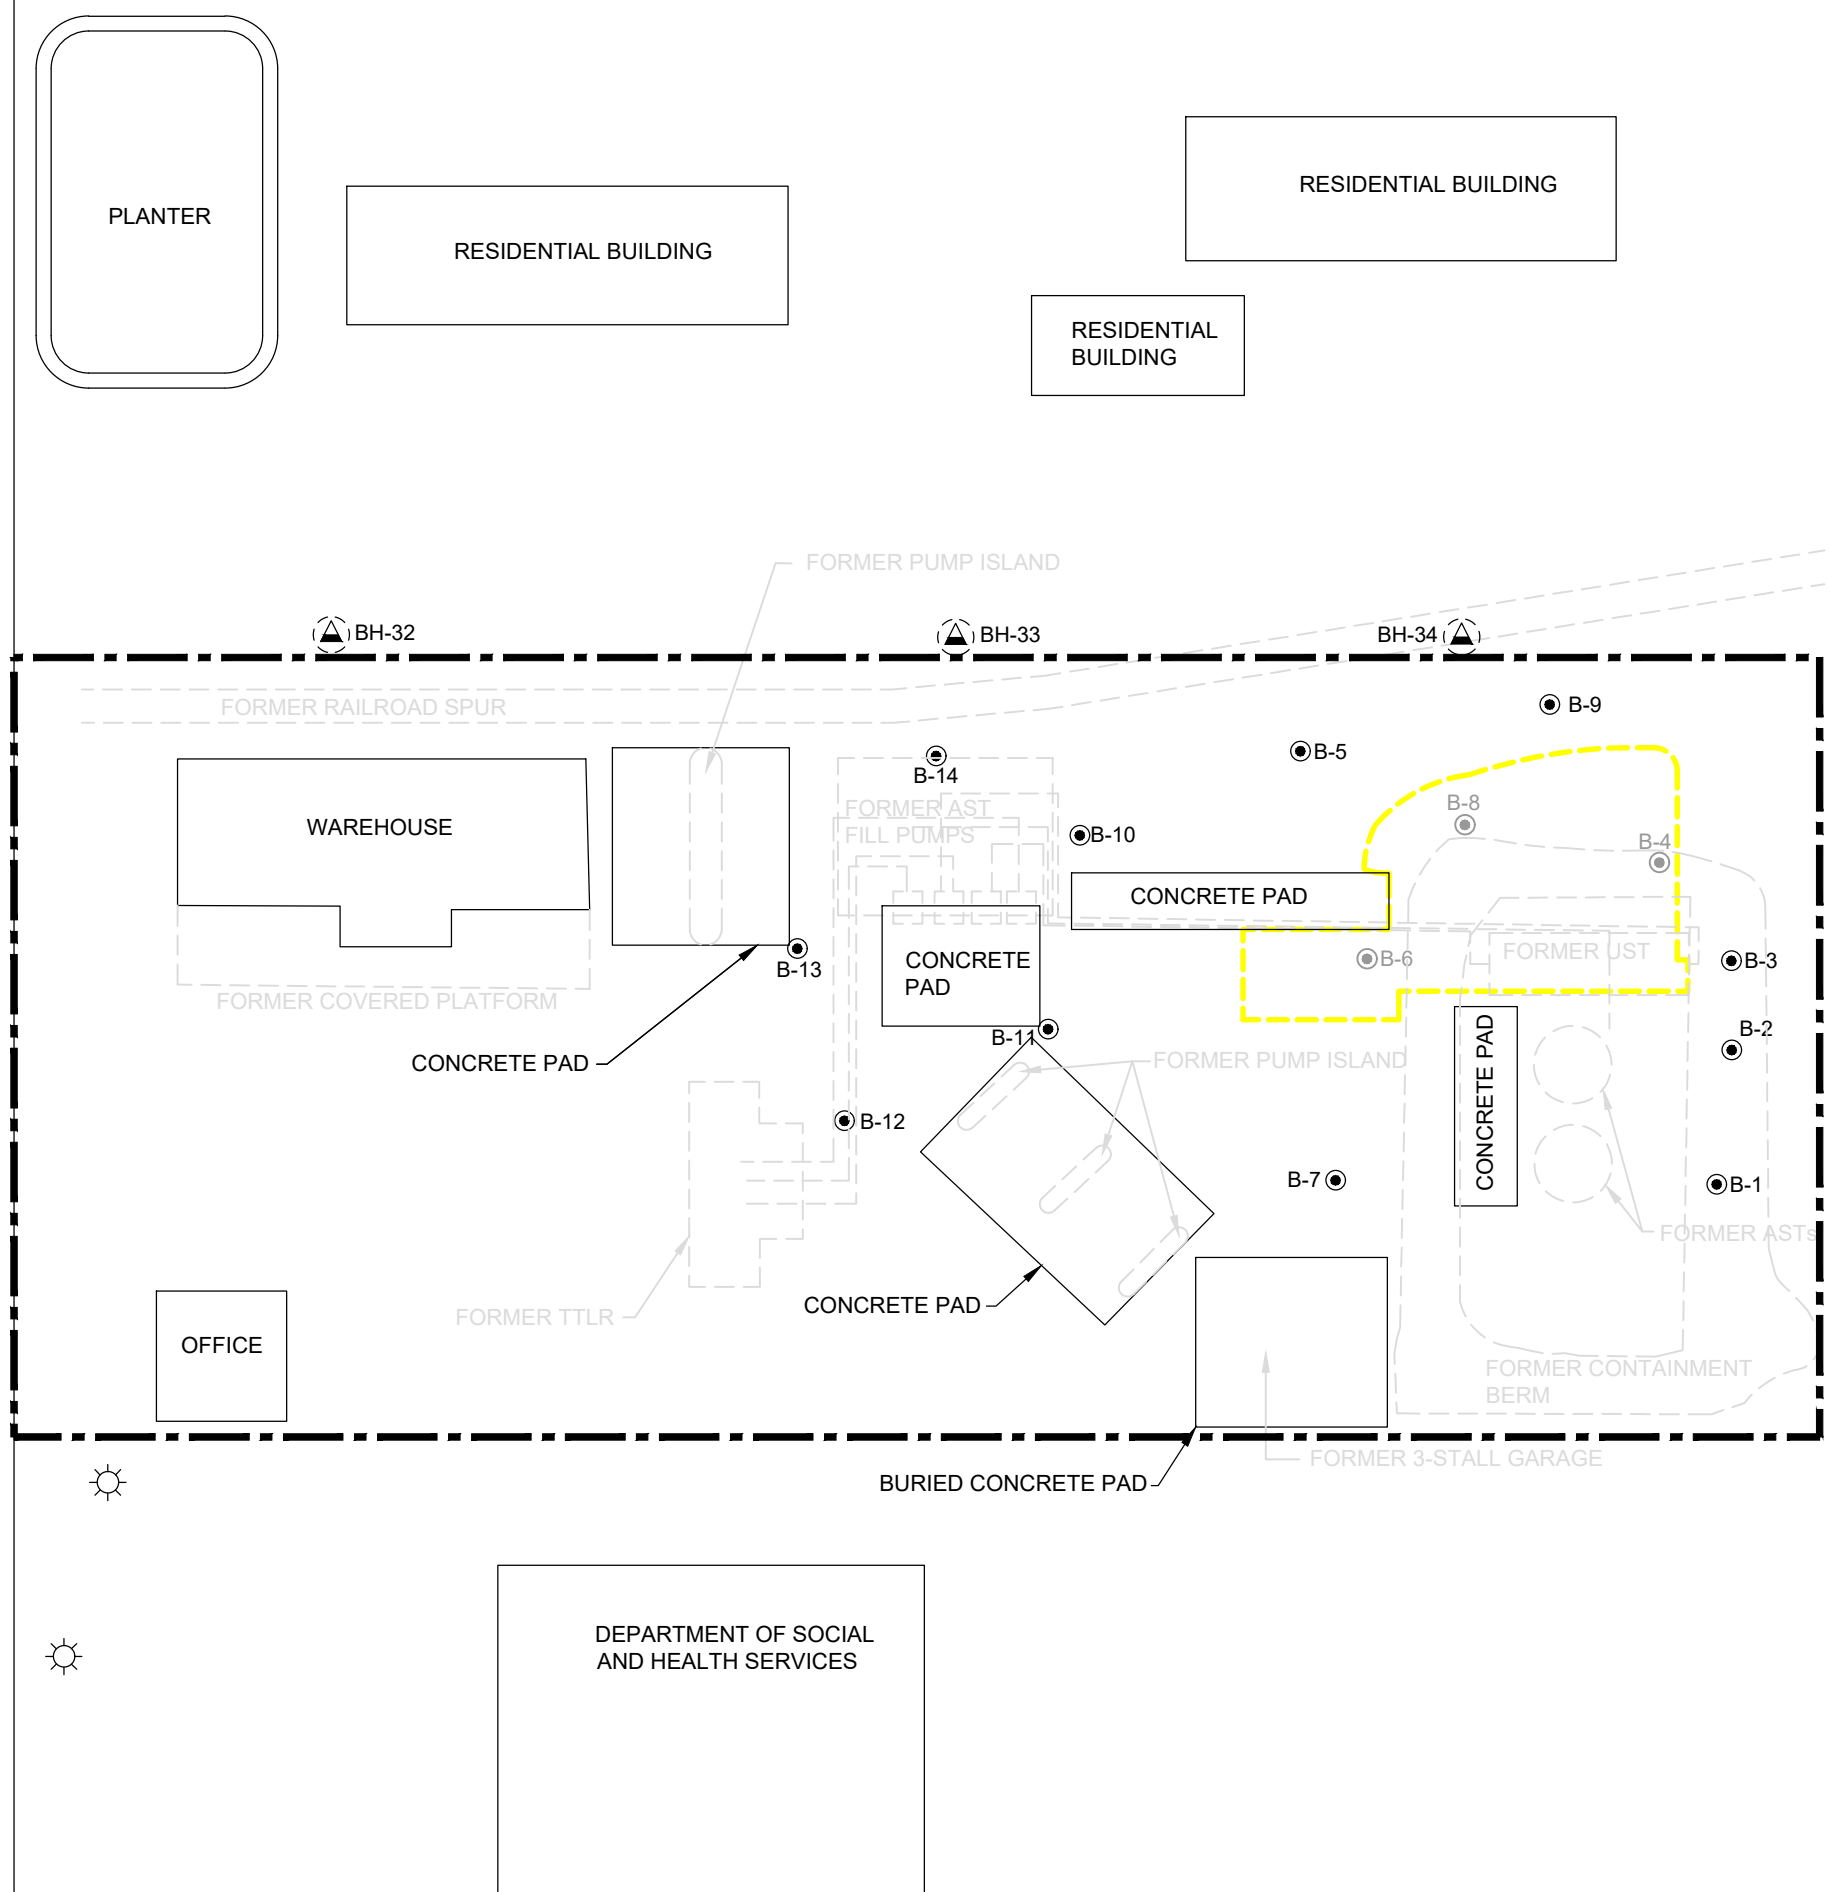 PLANTER
RESIDENTIAL BUILDING
RESIDENTIAL BUILDING
RESIDENTIAL
BUILDING
FORMER PUMP ISLAND
BH-32
BH-33
BH-34
FORMER RAILROAD SPUR
B-9
B-5
B-14
B-8
FORMER AST
FILL PUMPS
WAREHOUSE
B-10
B-4
CONCRETE PAD
FORMER UST
B-6
B-3
CONCRETE
PAD
B-13
FORMER COVERED PLATFORM
B-2
B-11
CONCRETE PAD
FORMER PUMP ISLAND
CONCRETE PAD
B-12
B-7
B-1
FORMER ASTs
CONCRETE PAD
FORMER TTLR
OFFICE
FORMER CONTAINMENT
BERM
FORMER 3-STALL GARAGE
BURIED CONCRETE PAD
DEPARTMENT OF SOCIAL
AND HEALTH SERVICES